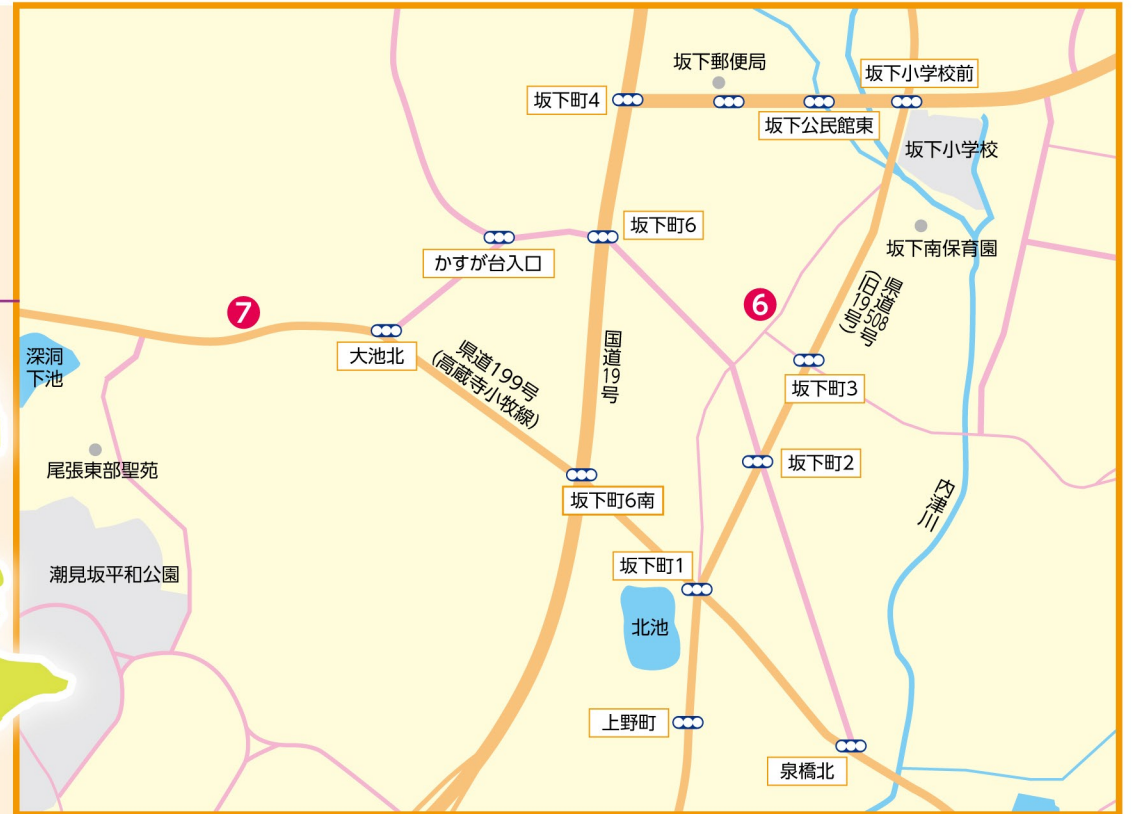 坂下郵便局
坂下小学校前
坂下町4
坂下公民館東
坂下小学校
坂下町6
坂下南保育園
かすが台入口
県道508号
(旧19号)
6
7
国道19号
深洞
下池
大池北
県道199号
(高蔵寺小牧線)
坂下町3
尾張東部聖苑
坂下町2
坂下町6南
内津川
坂下町1
潮見坂平和公園
北池
上野町
泉橋北